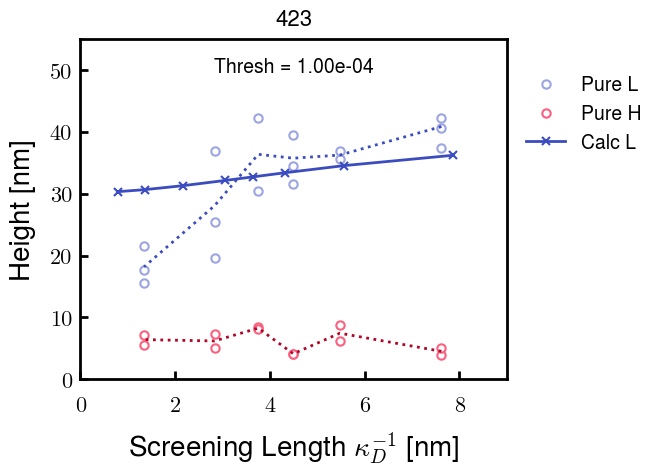 423
Thresh = 1.00e-04
50
40
30
20
10
0
Height [nm]
0 2 4 6 8
Screening Length κ_D^{-1} [nm]
Pure L
Pure H
Calc L